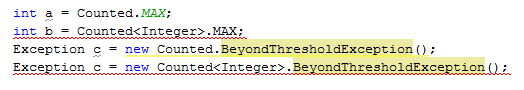 int a = Counted.MAX;
int b = Counted<Integer>.MAX;
Exception c = new Counted.BeyondThresholdException();
Exception c = new Counted<Integer>.BeyondThresholdException();